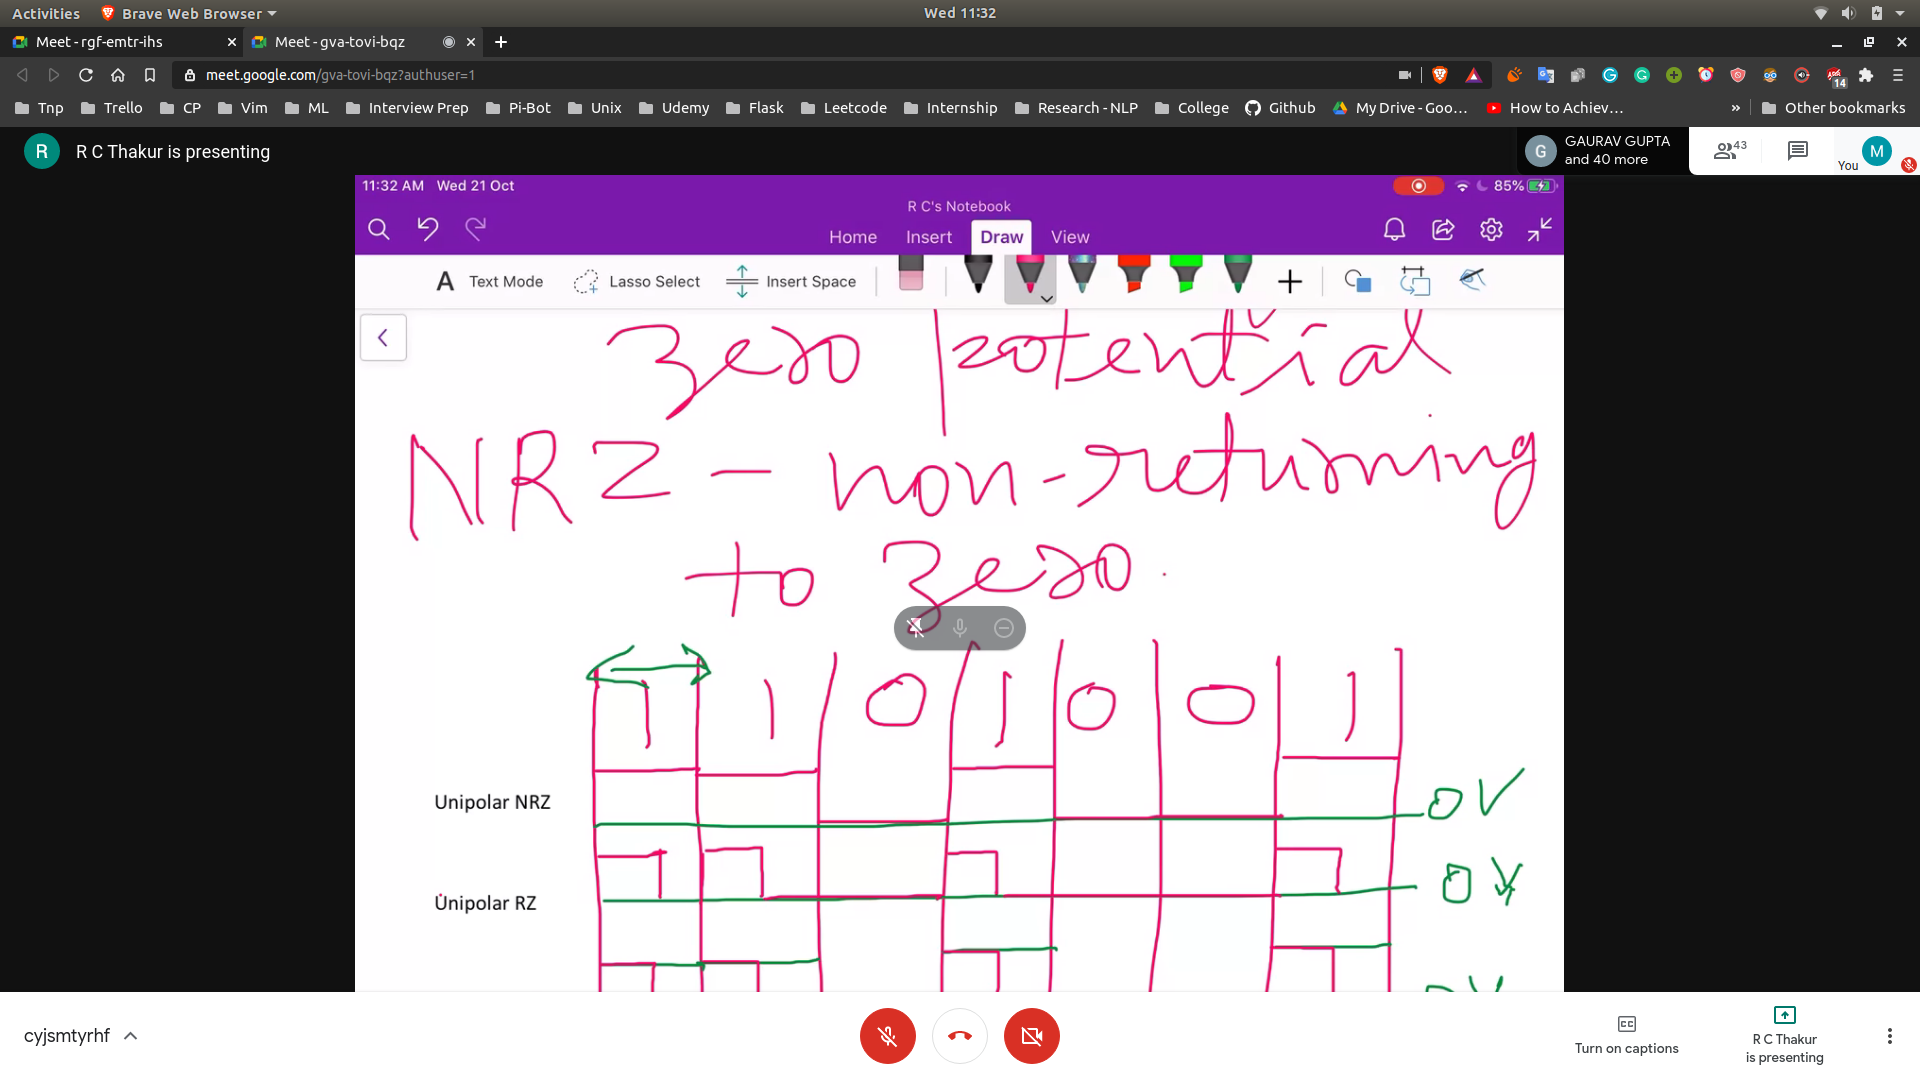 Activities Brave Web Browser Wed 11:32
Meet - rgf-emtr-ihs Meet - gva-tovi-bqz
meet.google.com/gva-tovi-bqz?authuser=1 14
Tnp Trello CP Vim ML Interview Prep Pi-Bot Unix Udemy Flask Leetcode Internship Research - NLP College Github My Drive - Goo... How to Achiev... » Other bookmarks
R R C Thakur is presenting G GAURAV GUPTA and 40 more 43 You M
11:32 AM Wed 21 Oct 85%
R C's Notebook
Home Insert Draw View
A Text Mode Lasso Select Insert Space
zero potential
NRZ - non-returning
to zero.
1 1 0 1 0 0 1
Unipolar NRZ 0V
Unipolar RZ 0V
0V
cyjsmtyrhf Turn on captions R C Thakur
is presenting